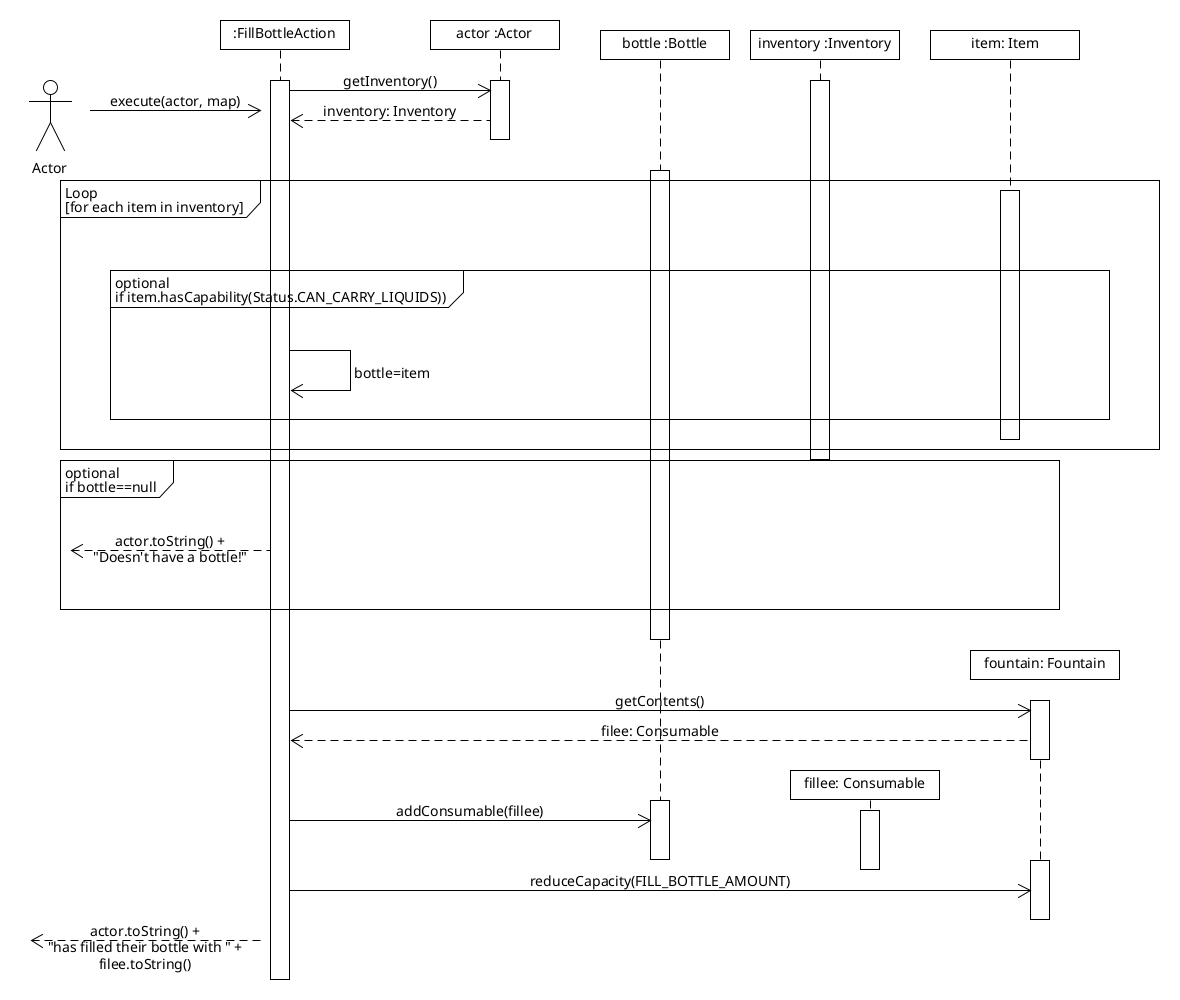 :FillBottleAction
actor :Actor
bottle :Bottle
inventory :Inventory
item: Item
getInventory()
execute(actor, map)
inventory: Inventory
Actor
Loop
[for each item in inventory]
optional
if item.hasCapability(Status.CAN_CARRY_LIQUIDS))
bottle=item
optional
if bottle==null
actor.toString() +
"Doesn't have a bottle!"
fountain: Fountain
getContents()
filee: Consumable
fillee: Consumable
addConsumable(fillee)
reduceCapacity(FILL_BOTTLE_AMOUNT)
actor.toString() +
"has filled their bottle with " +
filee.toString()